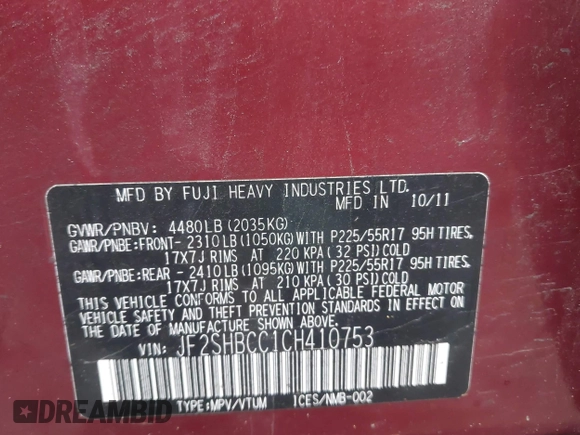 MFD BY FUJI HEAVY INDUSTRIES LTD.
MFD IN 10/11
GVWR/PNBV: 4480LB(2035KG)
GAWR/PNBE:FRONT- 2310LB(1050KG)WITH P225/55R17 95H TIRES,
17X7J RIMS AT 220 KPA(32 PSI)COLD
GAWR/PNBE:REAR - 2410LB(1095KG)WITH P225/55R17 95H TIRES,
17X7J RIMS AT 210 KPA(30 PSI)COLD
THIS VEHICLE CONFORMS TO ALL APPLICABLE FEDERAL MOTOR
VEHICLE SAFETY AND THEFT PREVENTION STANDARDS IN EFFECT ON
THE DATE OF MANUFACTURE SHOWN ABOVE.
VIN: JF2SHBCC1CH410753
TYPE:MPV/VTUM ICES/NMB-002
AUTOBIDMASTER